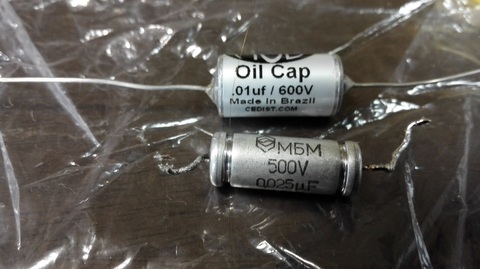 Oil Cap
.01uf / 600V
Made In Brazil
CEDIST.COM
МБМ
500V
0,025µF